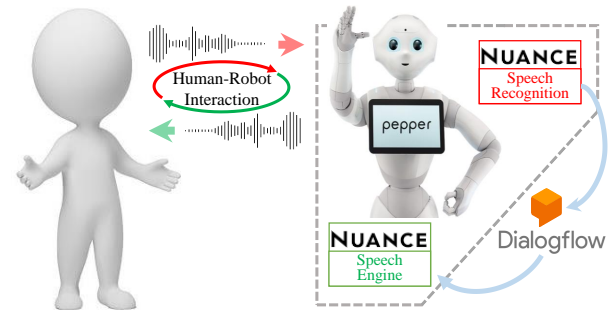 Human-Robot
Interaction
pepper
NUANCE
Speech
Recognition
Dialogflow
NUANCE
Speech
Engine